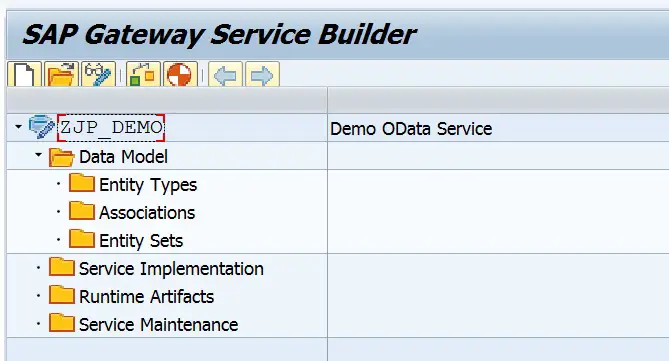 SAP Gateway Service Builder
ZJP_DEMO Demo OData Service
Data Model
Entity Types
Associations
Entity Sets
Service Implementation
Runtime Artifacts
Service Maintenance